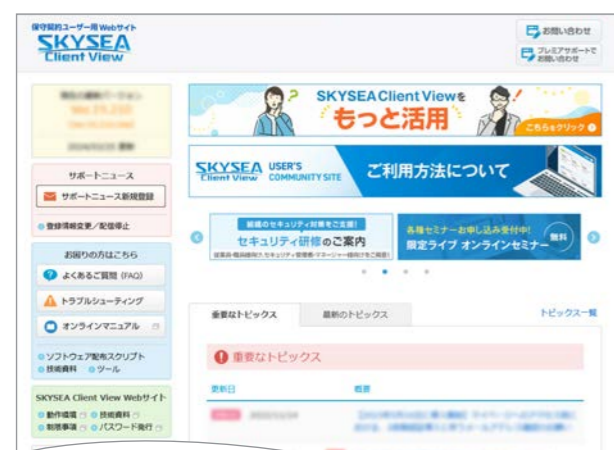 保守契約ユーザー用Webサイト
SKYSEA
Client View
お問い合わせ
プレミアサポートで
お問い合わせ
サポートニュース
サポートニュース新規登録
登録情報変更／配信停止
お困りの方はこちら
よくあるご質問 (FAQ)
トラブルシューティング
オンラインマニュアル
ソフトウェア配布スクリプト
技術資料
ツール
SKYSEA Client View Webサイト
動作環境
技術資料
制限事項
パスワード発行
SKYSEA Client Viewを
もっと活用
こちらをクリック
SKYSEA
Client View
USER'S
COMMUNITY SITE
ご利用方法について
組織のセキュリティ対策をご支援!
セキュリティ研修のご案内
各種セミナーお申し込み受付中!
限定ライブ オンラインセミナー
無料
重要なトピックス
最新のトピックス
トピックス一覧
重要なトピックス
更新日
概要